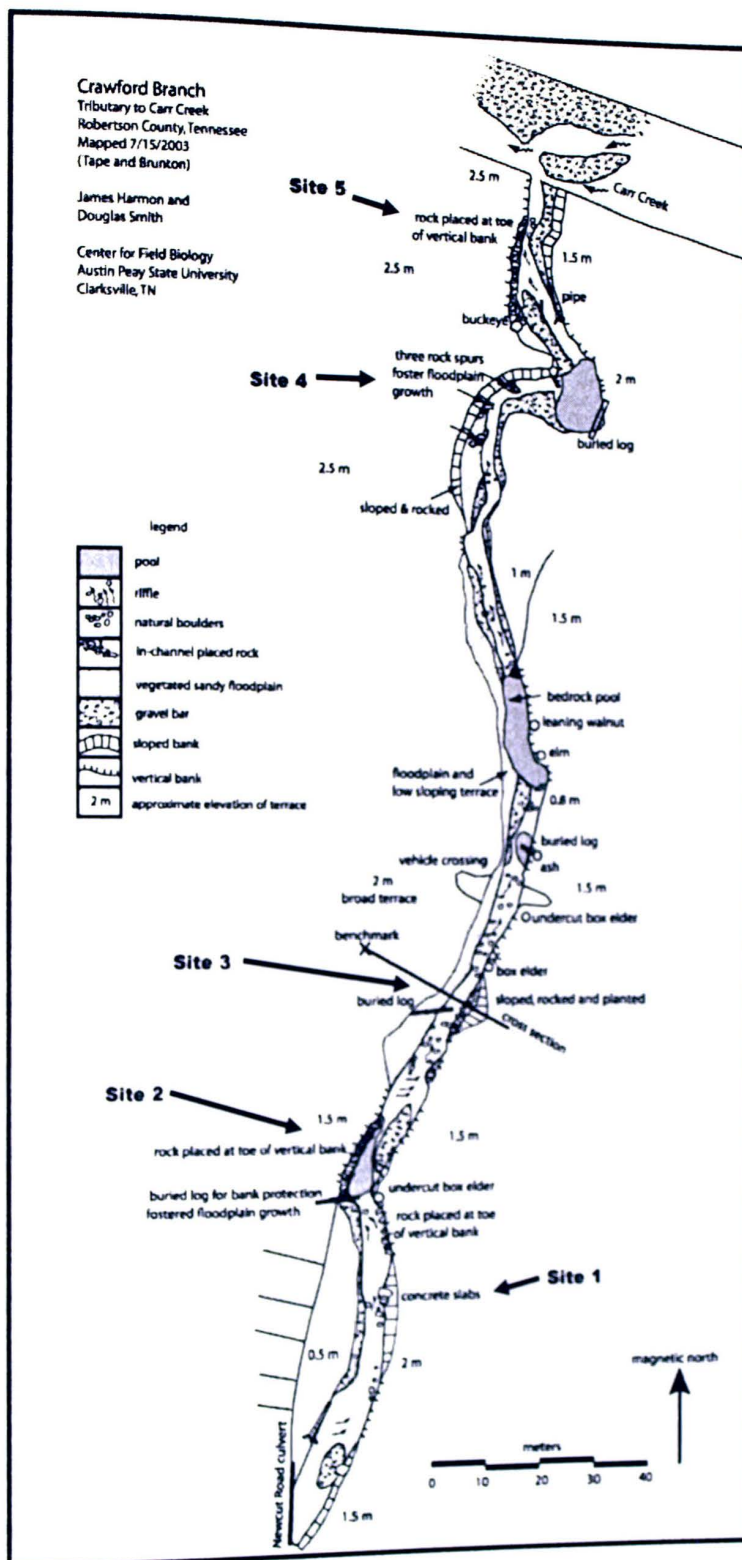 Crawford Branch
Tributary to Carr Creek
Robertson County, Tennessee
Mapped 7/15/2003
(Tape and Brunton)
James Harmon and
Douglas Smith
Center for Field Biology
Austin Peay State University
Clarksville, TN
Carr Creek
2.5 m
Site 5
rock placed at toe
of vertical bank
2.5 m
1.5 m
pipe
buckeye
three rock spurs
foster floodplain
growth
Site 4
2 m
buried log
2.5 m
sloped & rocked
legend
pool
riffle
natural boulders
in-channel placed rock
vegetated sandy floodplain
gravel bar
sloped bank
vertical bank
2 m approximate elevation of terrace
1 m
1.5 m
bedrock pool
leaning walnut
elm
floodplain and
low sloping terrace
0.8 m
buried log
ash
vehicle crossing
2 m
broad terrace
1.5 m
undercut box elder
benchmark
Site 3
box elder
buried log
sloped, rocked and planted
cross section
Site 2
1.5 m
1.5 m
rock placed at toe of vertical bank
buried log for bank protection
fostered floodplain growth
undercut box elder
rock placed at toe
of vertical bank
Site 1
concrete slabs
0.5 m
2 m
magnetic north
meters
0 10 20 30 40
Newcut Road culvert
1.5 m